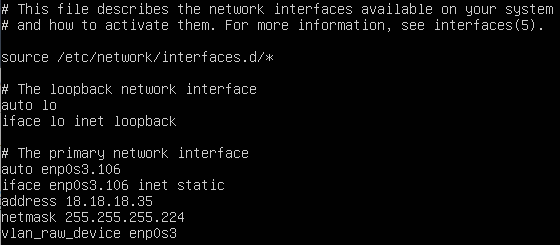 # This file describes the network interfaces available on your system
# and how to activate them. For more information, see interfaces(5).
source /etc/network/interfaces.d/*
# The loopback network interface
auto lo
iface lo inet loopback
# The primary network interface
auto enp0s3.106
iface enp0s3.106 inet static
address 18.18.18.35
netmask 255.255.255.224
vlan_raw_device enp0s3